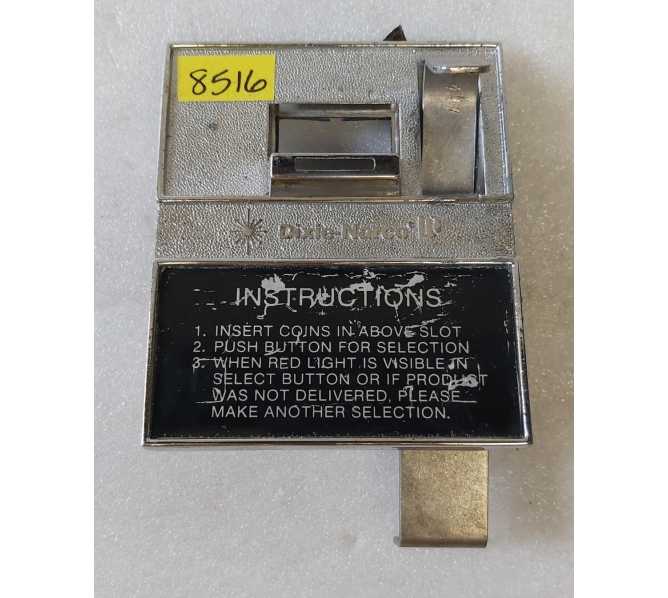 8516
Dixie-Narco
INSTRUCTIONS
1. INSERT COINS IN ABOVE SLOT
2. PUSH BUTTON FOR SELECTION
3. WHEN RED LIGHT IS VISIBLE IN
SELECT BUTTON OR IF PRODUCT
WAS NOT DELIVERED, PLEASE
MAKE ANOTHER SELECTION.